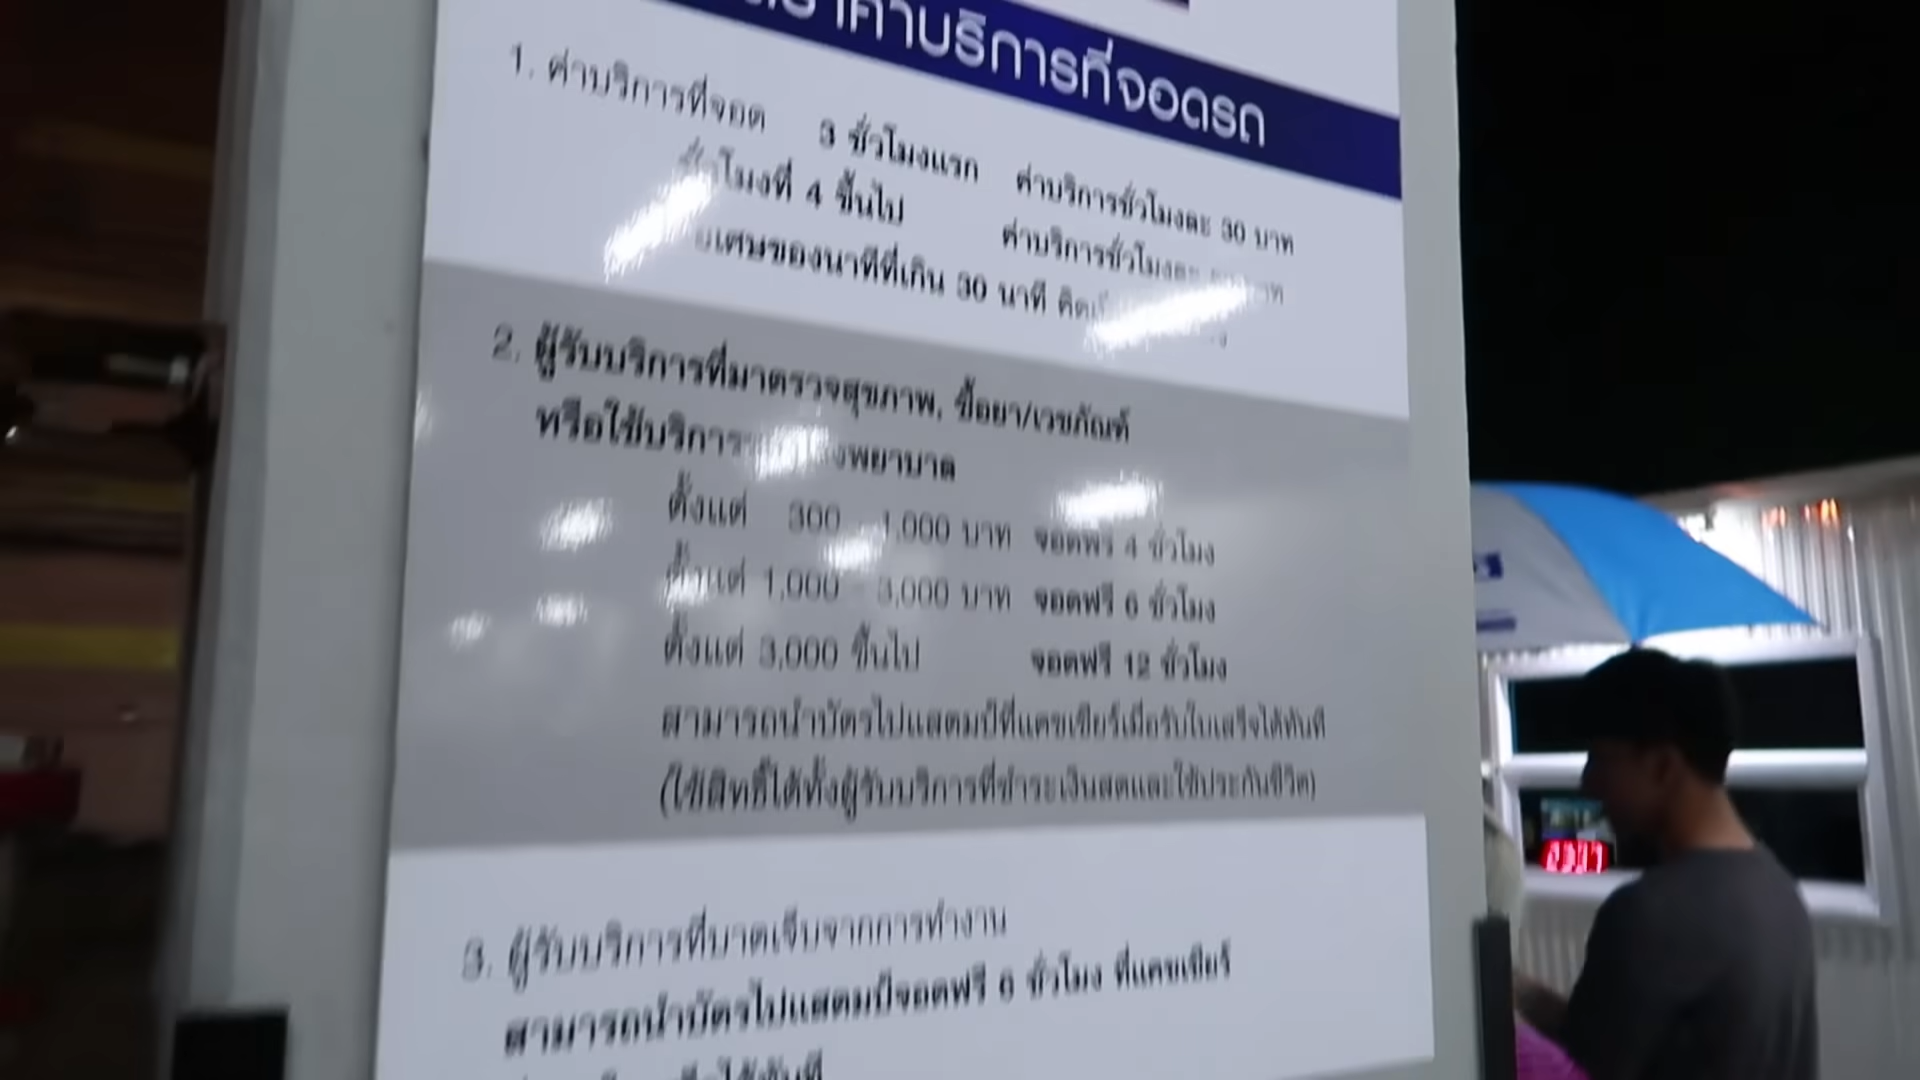 ราคาบริการที่จอดรถ
1. ค่าบริการที่จอด 3 ชั่วโมงแรก ค่าบริการชั่วโมงละ 30 บาท
ชั่วโมงที่ 4 ขึ้นไป ค่าบริการชั่วโมงละ
เศษของนาทีที่เกิน 30 นาที
2. ผู้รับบริการที่มาตรวจสุขภาพ, ซื้อยา/เวชภัณฑ์
หรือใช้บริการ
ตั้งแต่ 300 1,000 บาท จอดฟรี 4 ชั่วโมง
ตั้งแต่ 1,000 - 3,000 บาท จอดฟรี 6 ชั่วโมง
ตั้งแต่ 3,000 ขึ้นไป จอดฟรี 12 ชั่วโมง
สามารถนำบัตรไปแสตมป์ที่แคชเชียร์เมื่อรับใบเสร็จได้ทันที
(ใช้สิทธิ์ได้ทั้งผู้รับบริการที่ชำระเงินสดและใช้ประกันชีวิต)
3. ผู้รับบริการที่บาดเจ็บจากการทำงาน
สามารถนำบัตรไปแสตมป์จอดฟรี 6 ชั่วโมง ที่แคชเชียร์